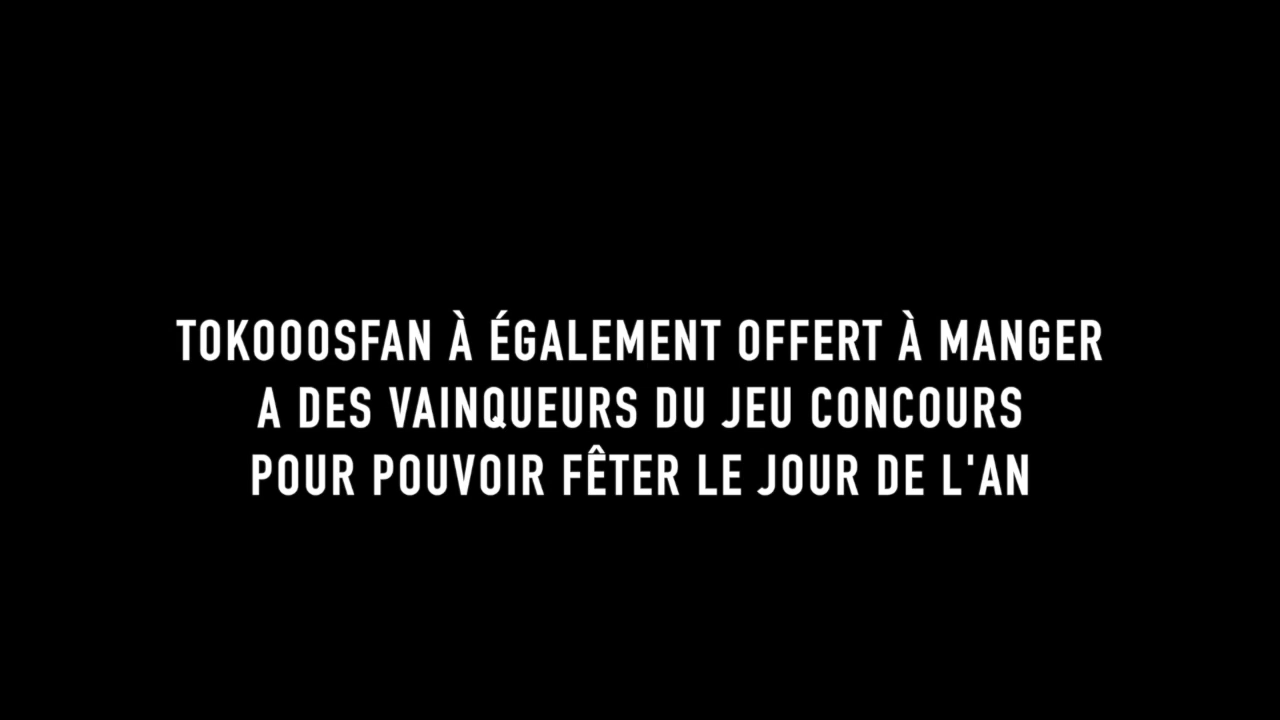 TOKOOOSFAN À ÉGALEMENT OFFERT À MANGER
A DES VAINQUEURS DU JEU CONCOURS
POUR POUVOIR FÊTER LE JOUR DE L'AN